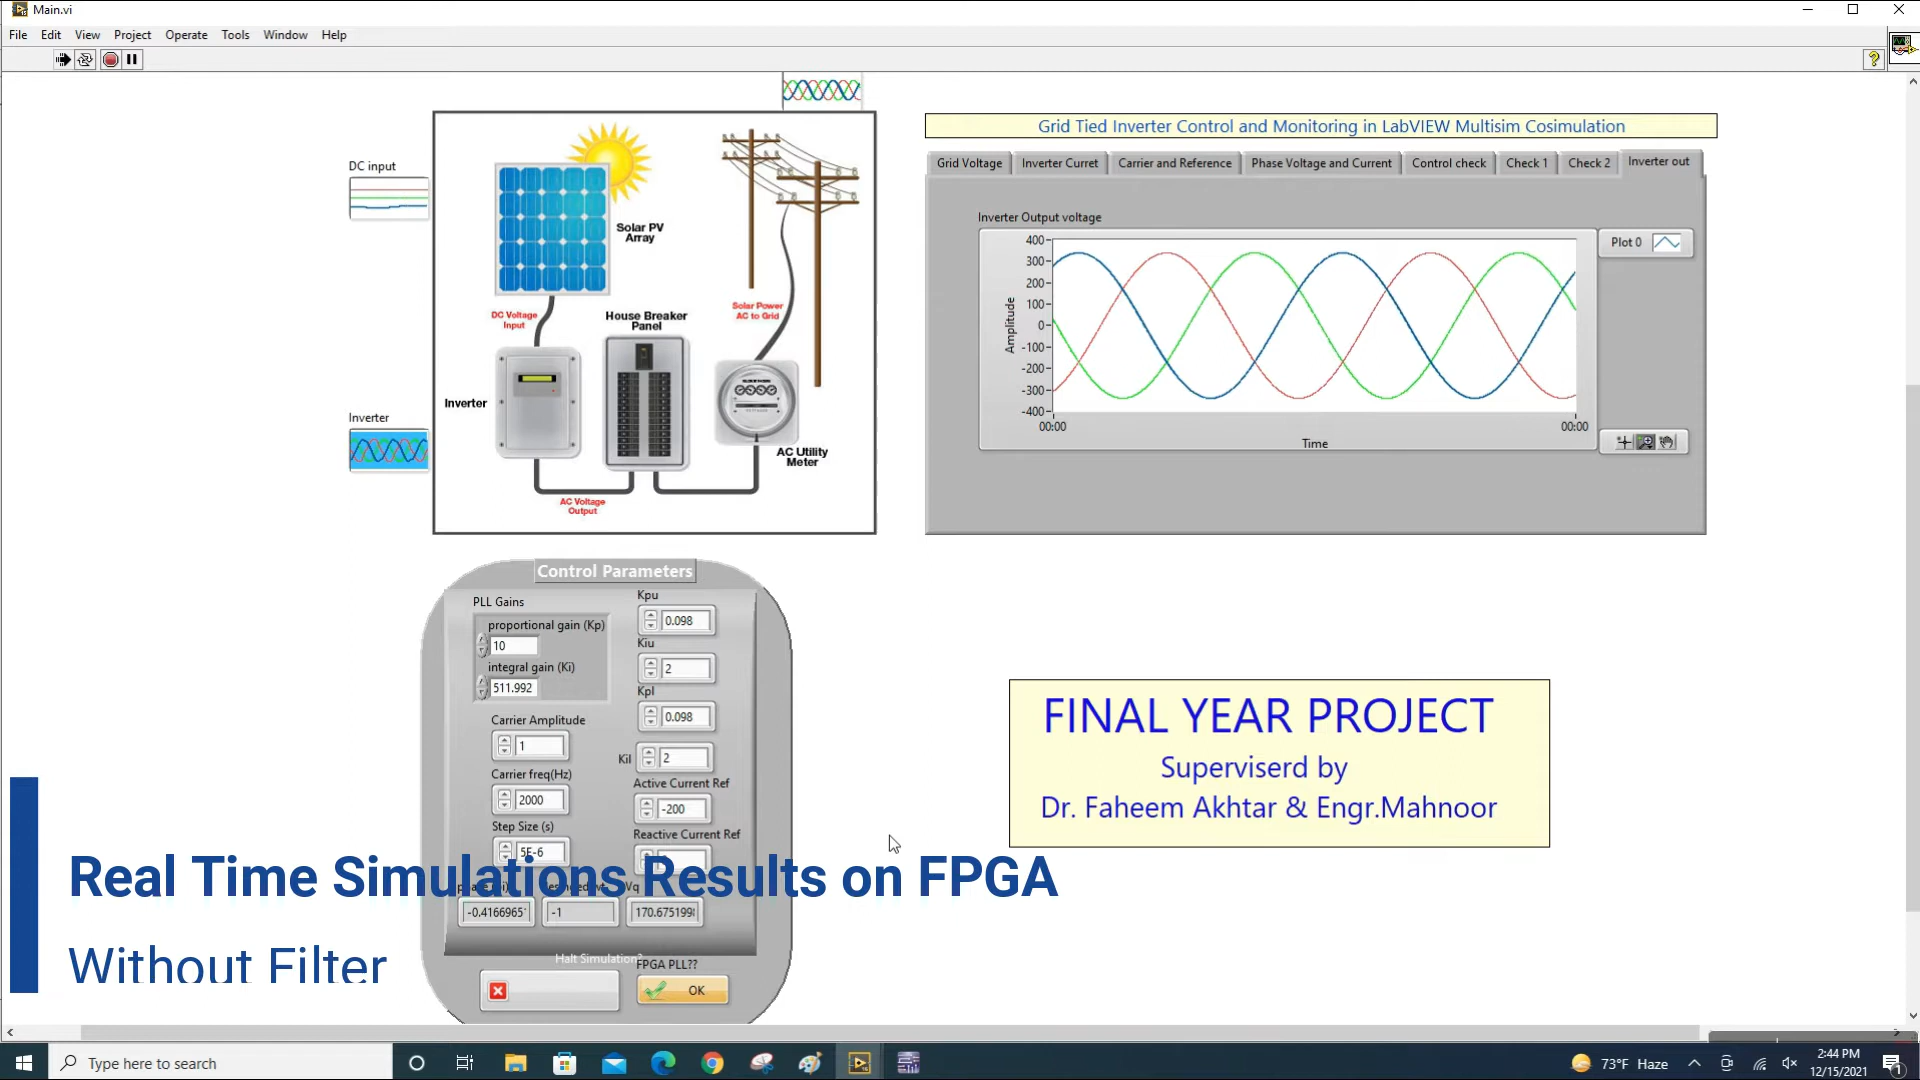 Main.vi
File Edit View Project Operate Tools Window Help
DC input
Solar PV
Array
DC Voltage
Input
House Breaker
Panel
Solar Power
AC to Grid
Inverter
AC Utility
Meter
AC Voltage
Output
Inverter
Grid Tied Inverter Control and Monitoring in LabVIEW Multisim Cosimulation
Grid Voltage Inverter Curret Carrier and Reference Phase Voltage and Current Control check Check 1 Check 2 Inverter out
Inverter Output voltage
Plot 0
400
300
200
100
0
-100
-200
-300
-400
Amplitude
00:00 00:00
Time
Control Parameters
PLL Gains
proportional gain (Kp)
10
integral gain (Ki)
511.992
Carrier Amplitude
1
Carrier freq(Hz)
2000
Step Size (s)
5E-6
Kpu
0.098
Kiu
2
Kpl
0.098
Kil 2
Active Current Ref
-200
Reactive Current Ref
-0.4166965 -1 170.675199
Halt Simulation?
FPGA PLL??
OK
FINAL YEAR PROJECT
Superviserd by
Dr. Faheem Akhtar & Engr.Mahnoor
Real Time Simulations Results on FPGA
Without Filter
Type here to search
73°F Haze
2:44 PM
12/15/2021
1